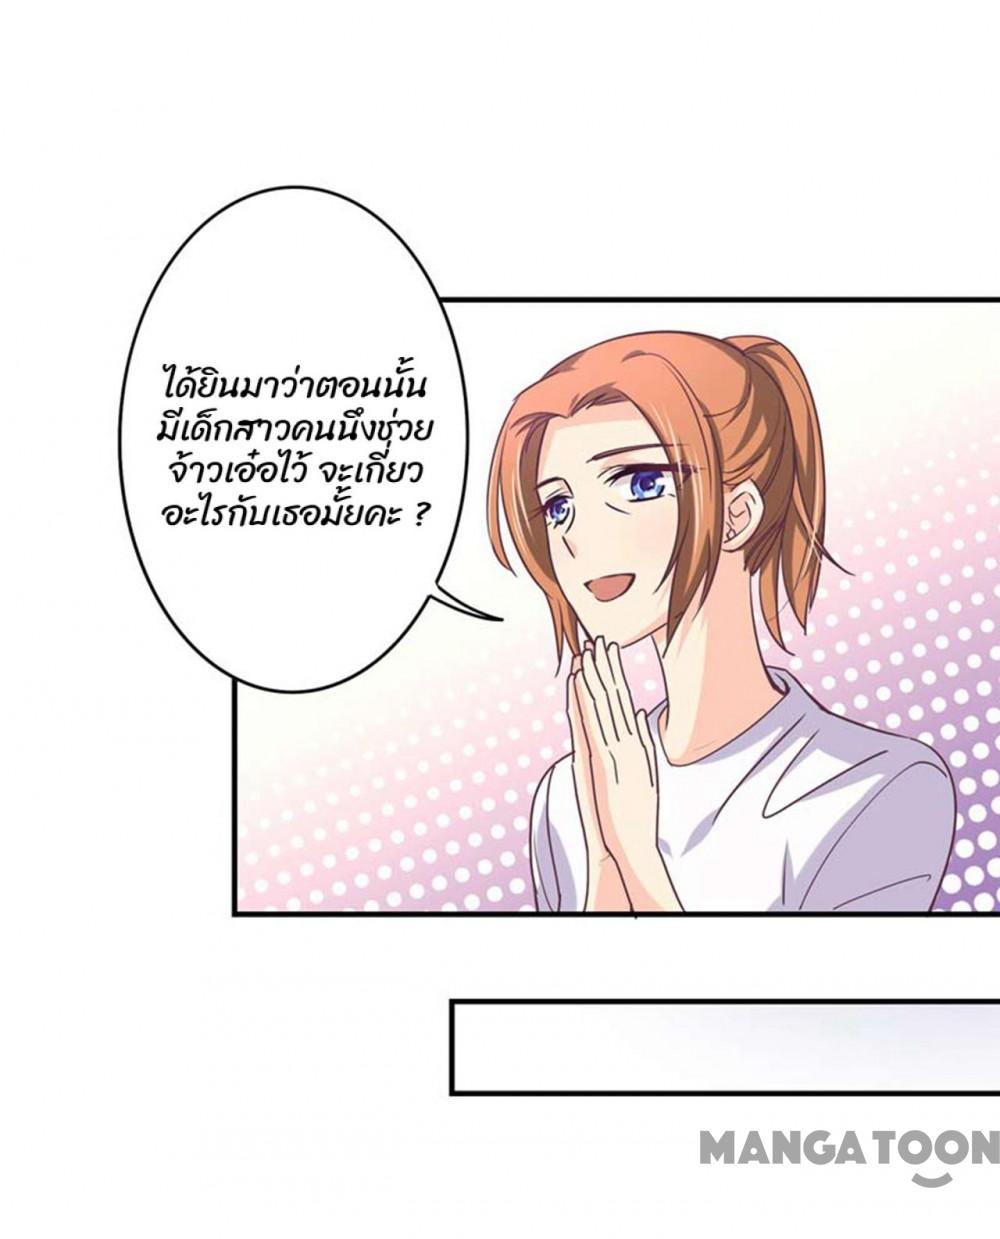 ได้ยินมาว่าตอนนั้น
มีเด็กสาวคนนึงช่วย
จ้าวเอ๋อไว้ จะเกี่ยว
อะไรกับเธอมั้ยคะ ?
MANGATOON